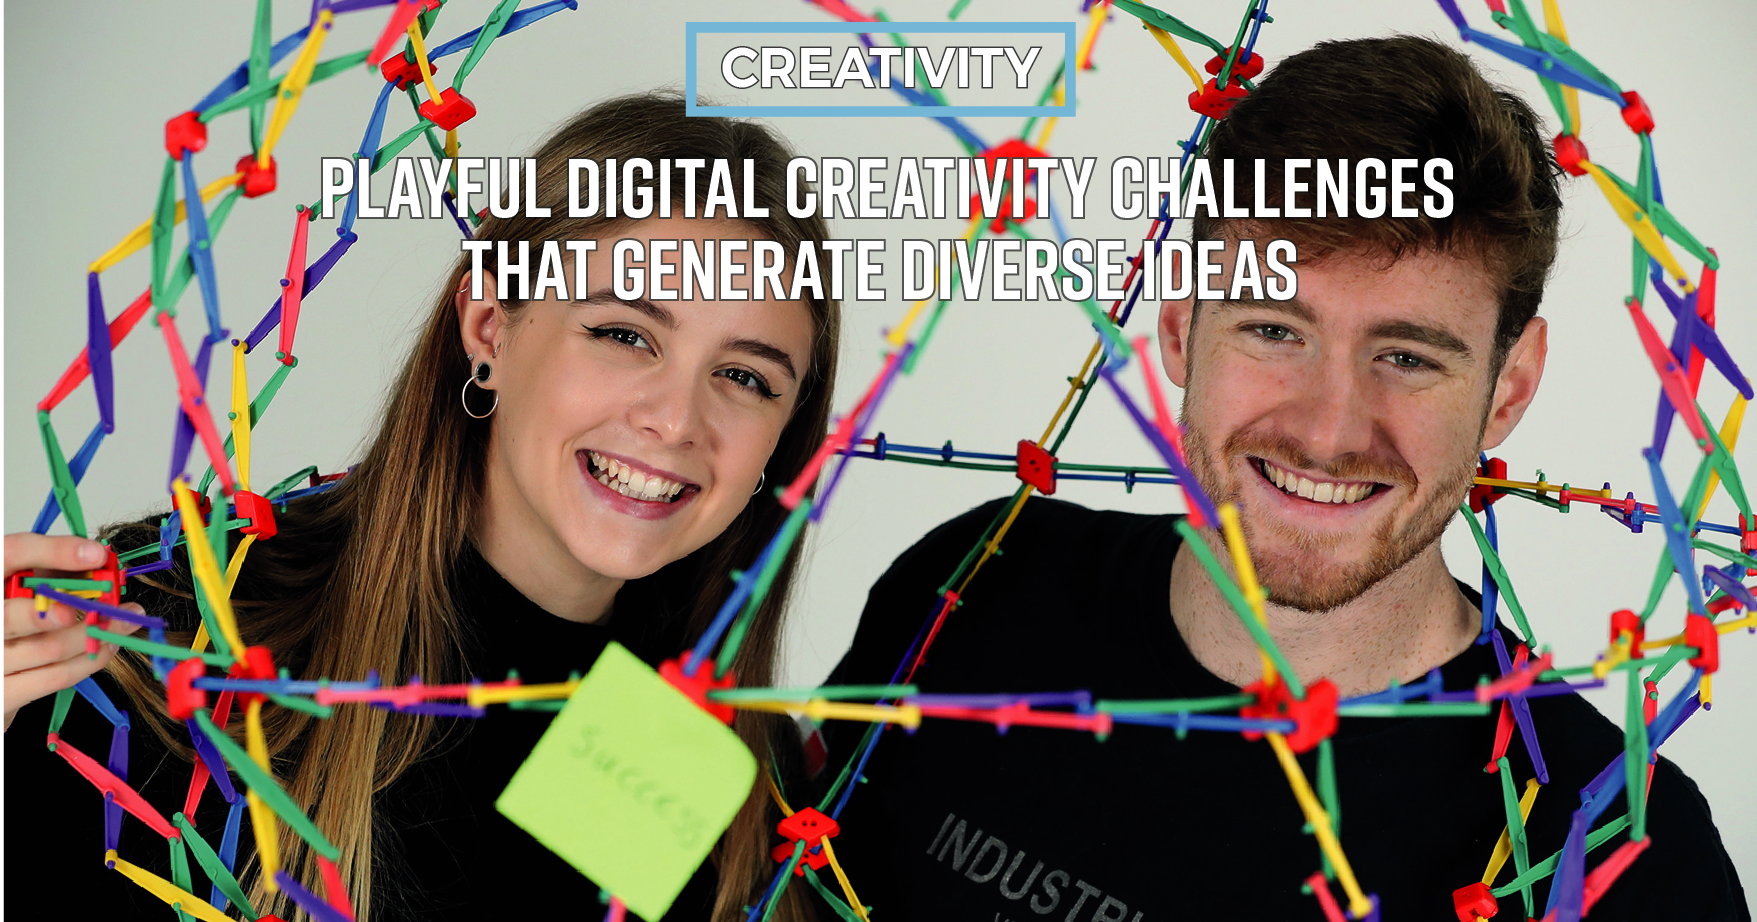 CREATIVITY
PLAYFUL DIGITAL CREATIVITY CHALLENGES
THAT GENERATE DIVERSE IDEAS
Success